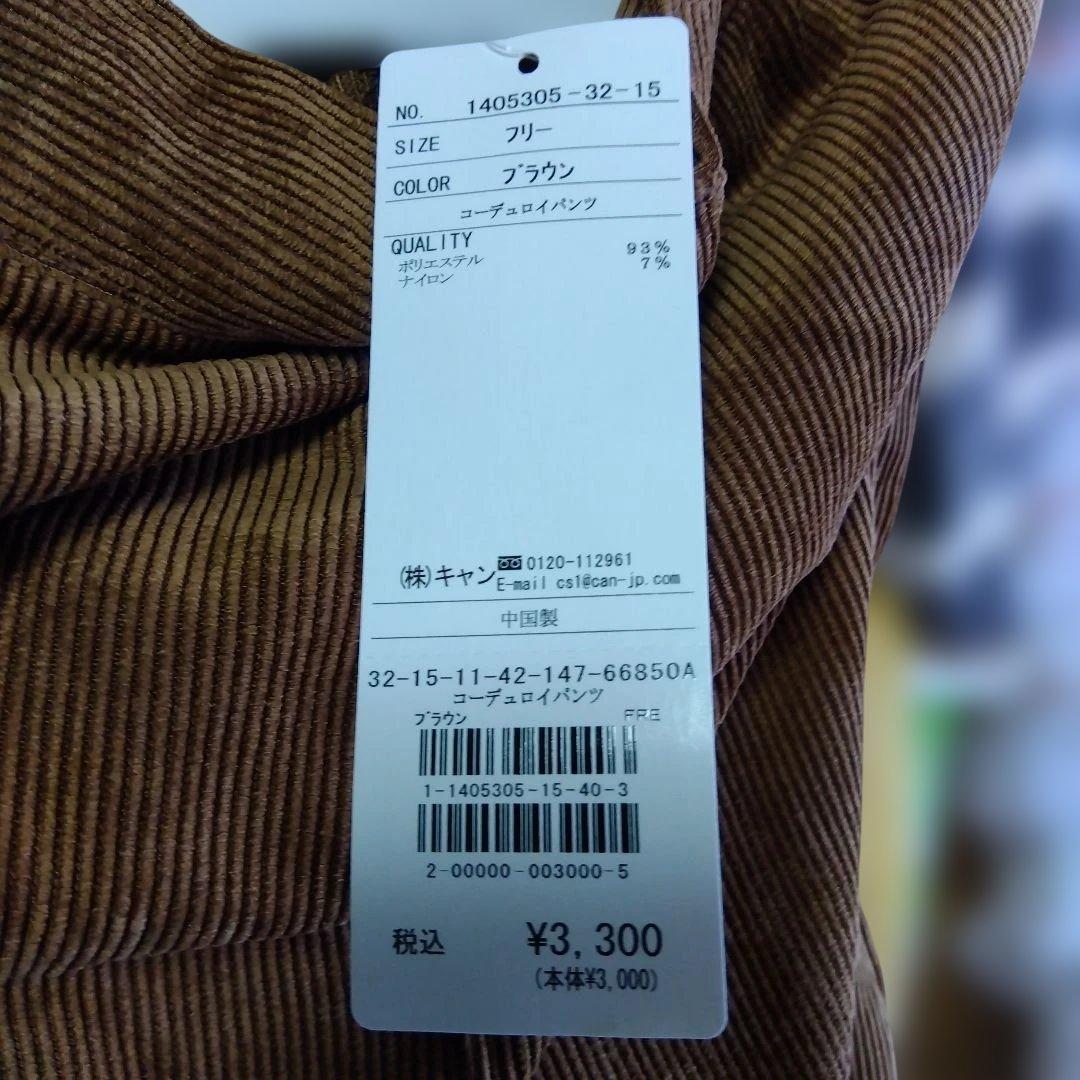 NO. 1405305-32-15
SIZE フリー
COLOR ブラウン
コーデュロイパンツ
QUALITY
ポリエステル 93%
ナイロン 7%
(株)キャン 0120-112961
E-mail cs1@can-jp.com
中国製
32-15-11-42-147-66850A
コーデュロイパンツ
ブラウン FRE
1-1405305-15-40-3
2-00000-003000-5
税込 ¥3,300
(本体¥3,000)